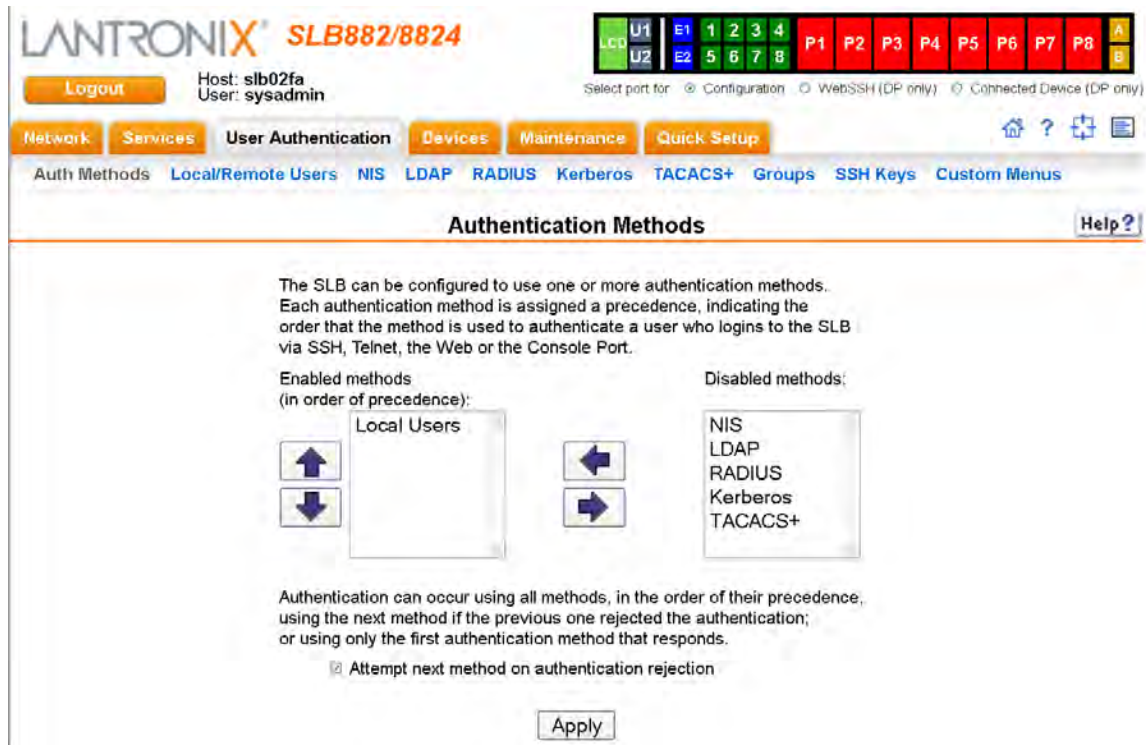 LANTRONIX® SLB882/8824
LCD U1 E1 1 2 3 4 P1 P2 P3 P4 P5 P6 P7 P8 A
U2 E2 5 6 7 8 B
Logout
Host: slb02fa
User: sysadmin
Select port for Configuration WebSSH (DP only) Connected Device (DP only)
Network Services User Authentication Devices Maintenance Quick Setup ?
Auth Methods Local/Remote Users NIS LDAP RADIUS Kerberos TACACS+ Groups SSH Keys Custom Menus
Authentication Methods
Help?
The SLB can be configured to use one or more authentication methods.
Each authentication method is assigned a precedence, indicating the
order that the method is used to authenticate a user who logins to the SLB
via SSH, Telnet, the Web or the Console Port.
Enabled methods
(in order of precedence):
Local Users
Disabled methods:
NIS
LDAP
RADIUS
Kerberos
TACACS+
Authentication can occur using all methods, in the order of their precedence,
using the next method if the previous one rejected the authentication;
or using only the first authentication method that responds.
Attempt next method on authentication rejection
Apply